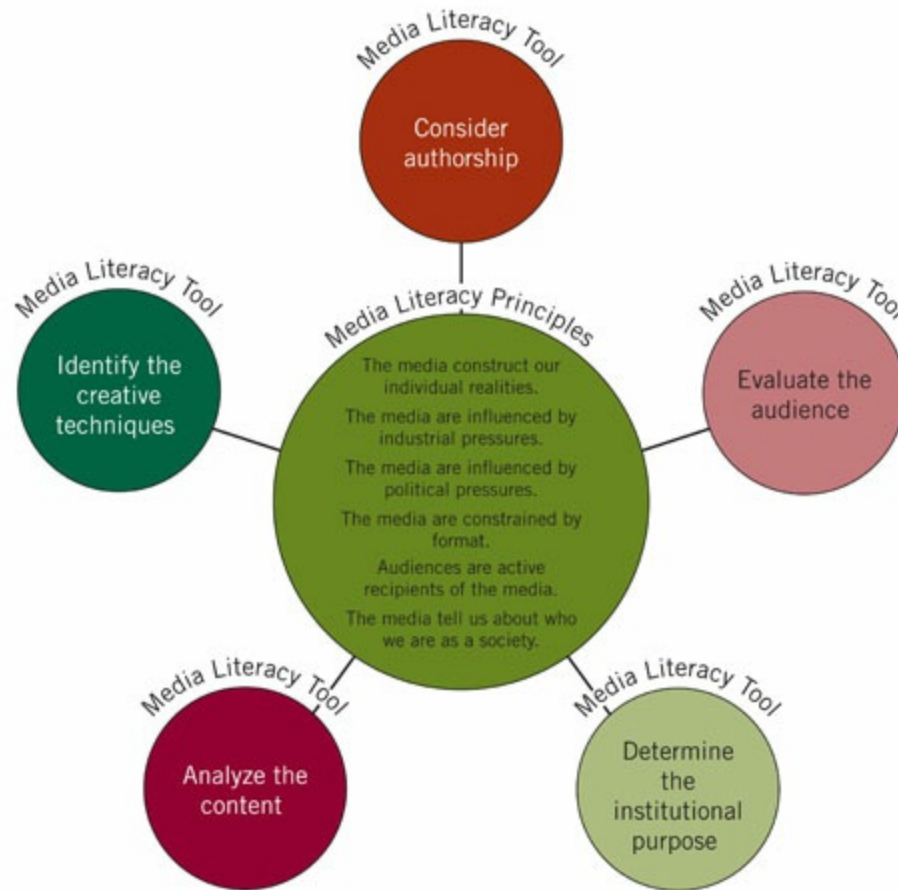 Media Literacy Tool
Consider
authorship
Media Literacy Tool
Identify the
creative
techniques
Media Literacy Principles
The media construct our
individual realities.
The media are influenced by
industrial pressures.
The media are influenced by
political pressures.
The media are constrained by
format.
Audiences are active
recipients of the media.
The media tell us about who
we are as a society.
Media Literacy Tool
Evaluate the
audience
Media Literacy Tool
Analyze the
content
Media Literacy Tool
Determine
the
institutional
purpose